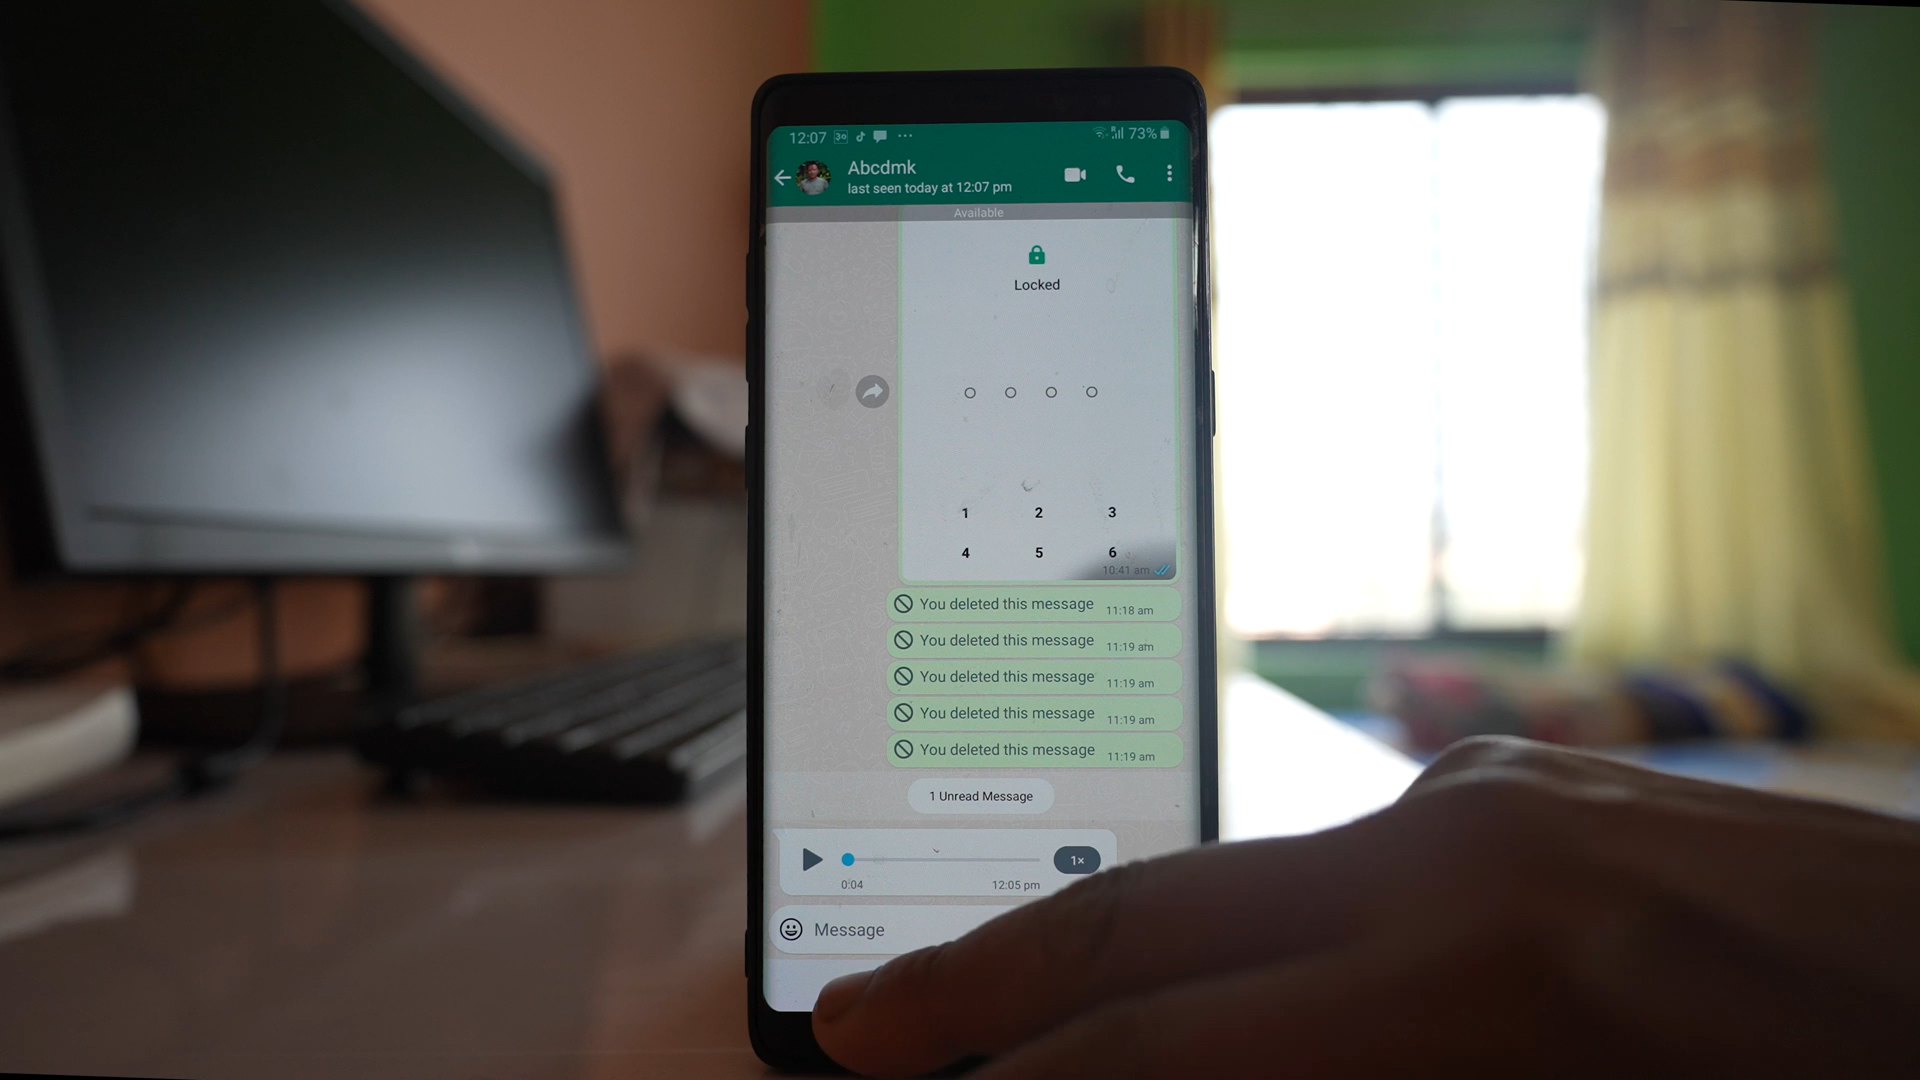 12:07 73%
Abcdmk
last seen today at 12:07 pm
Available
Locked
1 2 3
4 5 6
10:41 am
You deleted this message 11:18 am
You deleted this message 11:19 am
You deleted this message 11:19 am
You deleted this message 11:19 am
You deleted this message 11:19 am
1 Unread Message
1×
0:04 12:05 pm
Message